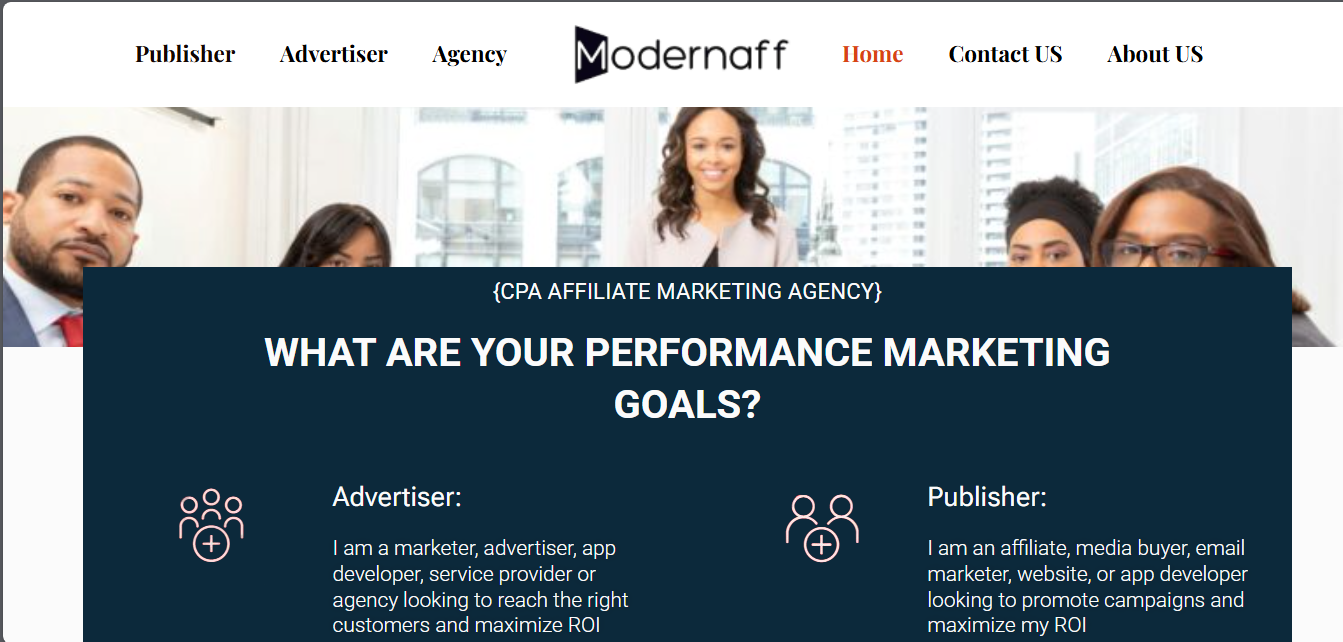 Publisher Advertiser Agency Modernaff Home Contact US About US
{CPA AFFILIATE MARKETING AGENCY}
WHAT ARE YOUR PERFORMANCE MARKETING
GOALS?
Advertiser:
I am a marketer, advertiser, app
developer, service provider or
agency looking to reach the right
customers and maximize ROI
Publisher:
I am an affiliate, media buyer, email
marketer, website, or app developer
looking to promote campaigns and
maximize my ROI